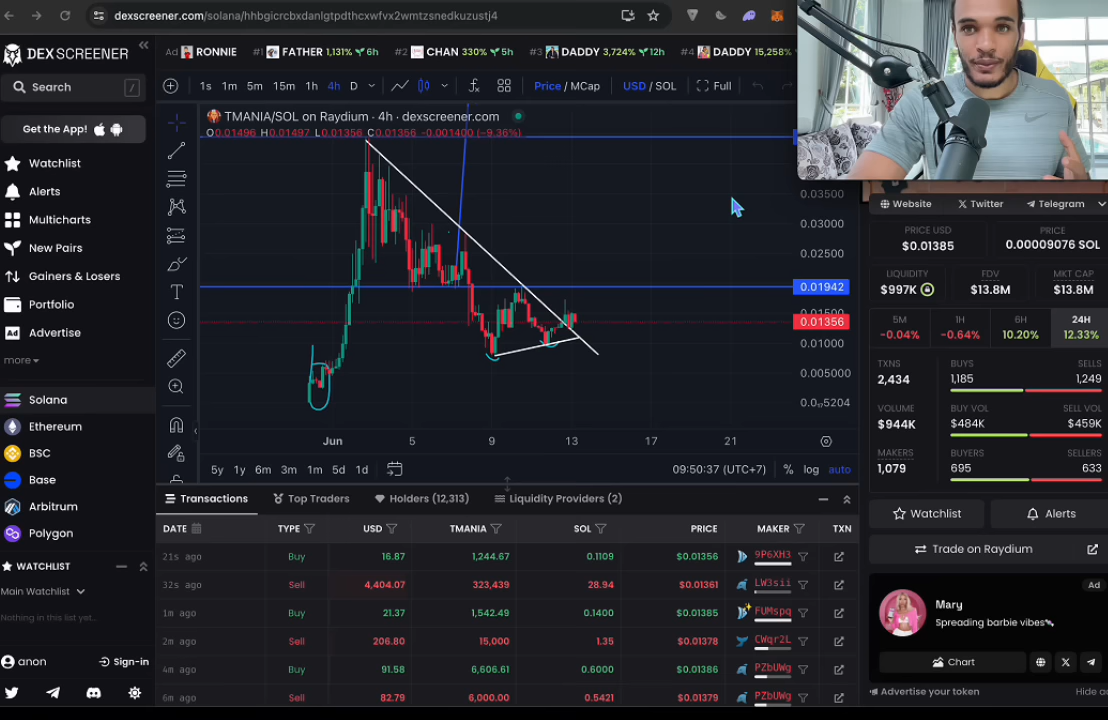 dexscreener.com/solana/hhbgicrcbxdanlgtpdthcxwfvx2wmtzsnedkuzustj4
DEXSCREENER
Ad RONNIE #1 FATHER 1,131% 6h #2 CHAN 330% 5h #3 DADDY 3,724% 12h #4 DADDY 15,258%
Search /
Get the App!
Watchlist
Alerts
Multicharts
New Pairs
Gainers & Losers
Portfolio
Ad Advertise
more
Solana
Ethereum
BSC
Base
Arbitrum
Polygon
WATCHLIST
Main Watchlist
Nothing in this list yet..
anon Sign-in
1s 1m 5m 15m 1h 4h D Price / MCap USD / SOL Full
TMANIA/SOL on Raydium · 4h · dexscreener.com
O0.01496 H0.01497 L0.01356 C0.01356 -0.001400 (-9.36%)
0.03500
0.03000
0.02500
0.01942
0.01500
0.01356
0.01000
0.005000
0.0₅5204
Jun 5 9 13 17 21
5y 1y 6m 3m 1m 5d 1d 09:50:37 (UTC+7) % log auto
Transactions Top Traders Holders (12,313) Liquidity Providers (2)
DATE TYPE USD TMANIA SOL PRICE MAKER TXN
21s ago Buy 16.87 1,244.67 0.1109 $0.01356 9P6XH3
32s ago Sell 4,404.07 323,439 28.94 $0.01361 LW3sii
1m ago Buy 21.37 1,542.49 0.1400 $0.01385 FUMspq
2m ago Sell 206.80 15,000 1.35 $0.01378 CWqr2L
4m ago Buy 91.58 6,606.61 0.6000 $0.01386 PZbUWg
6m ago Sell 82.79 6,000.00 0.5421 $0.01379 PZbUWg
Website Twitter Telegram
PRICE USD PRICE
$0.01385 0.00009076 SOL
LIQUIDITY FDV MKT CAP
$997K $13.8M $13.8M
5M 1H 6H 24H
-0.04% -0.64% 10.20% 12.33%
TXNS BUYS SELLS
2,434 1,185 1,249
VOLUME BUY VOL SELL VOL
$944K $484K $459K
MAKERS BUYERS SELLERS
1,079 695 633
Watchlist Alerts
Trade on Raydium
Ad
Mary
Spreading barbie vibes
Chart
Advertise your token Hide